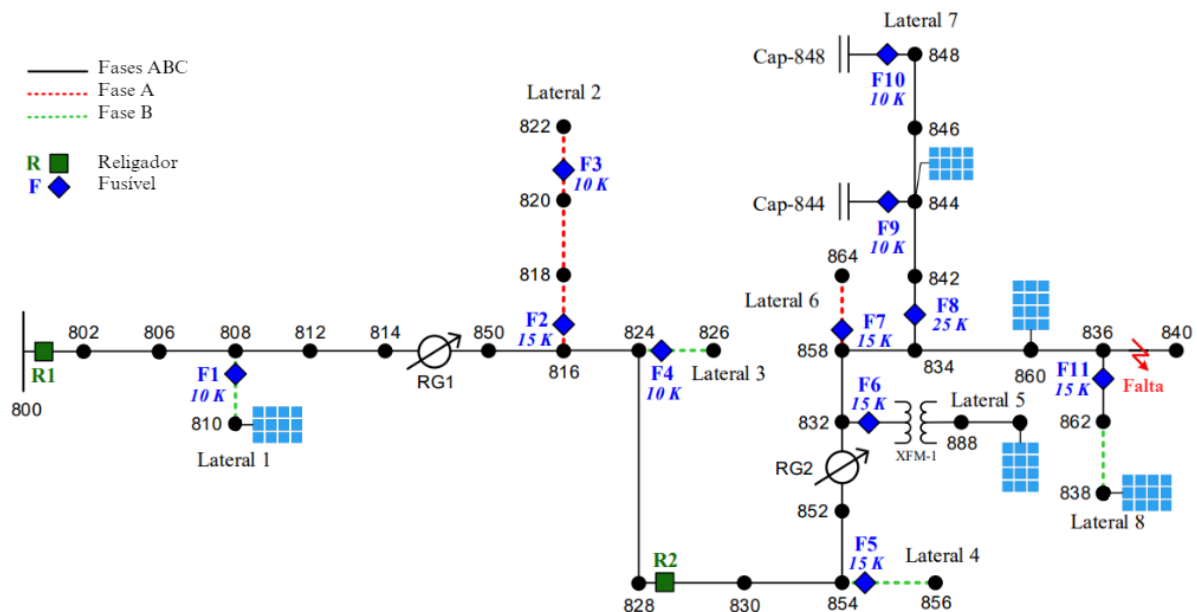 Fases ABC
Fase A
Fase B
R Religador
F Fusível
Lateral 7
Cap-848
848
F10
10 K
846
Lateral 2
822
F3
10 K
820
Cap-844
844
F9
10 K
818
864
842
Lateral 6
F8
25 K
F7
15 K
802
806
808
812
814
850
F2
15 K
824
826
858
834
860
836
840
R1
F1
10 K
RG1
816
F4
10 K
Lateral 3
F11
15 K
Falta
800
810
Lateral 1
F6
15 K
832
Lateral 5
XFM-1
888
862
RG2
838
Lateral 8
852
R2
F5
15 K
Lateral 4
828
830
854
856